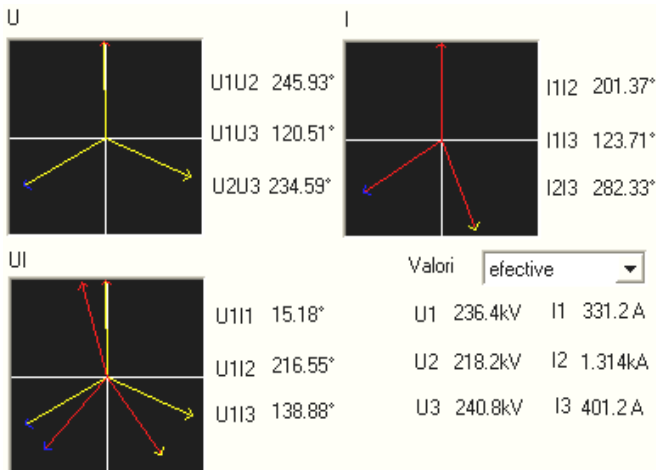 U
I
U1U2 245.93°
U1U3 120.51°
U2U3 234.59°
I1I2 201.37°
I1I3 123.71°
I2I3 282.33°
UI
Valori efective
U1I1 15.18°
U1I2 216.55°
U1I3 138.88°
U1 236.4kV I1 331.2A
U2 218.2kV I2 1.314kA
U3 240.8kV I3 401.2A